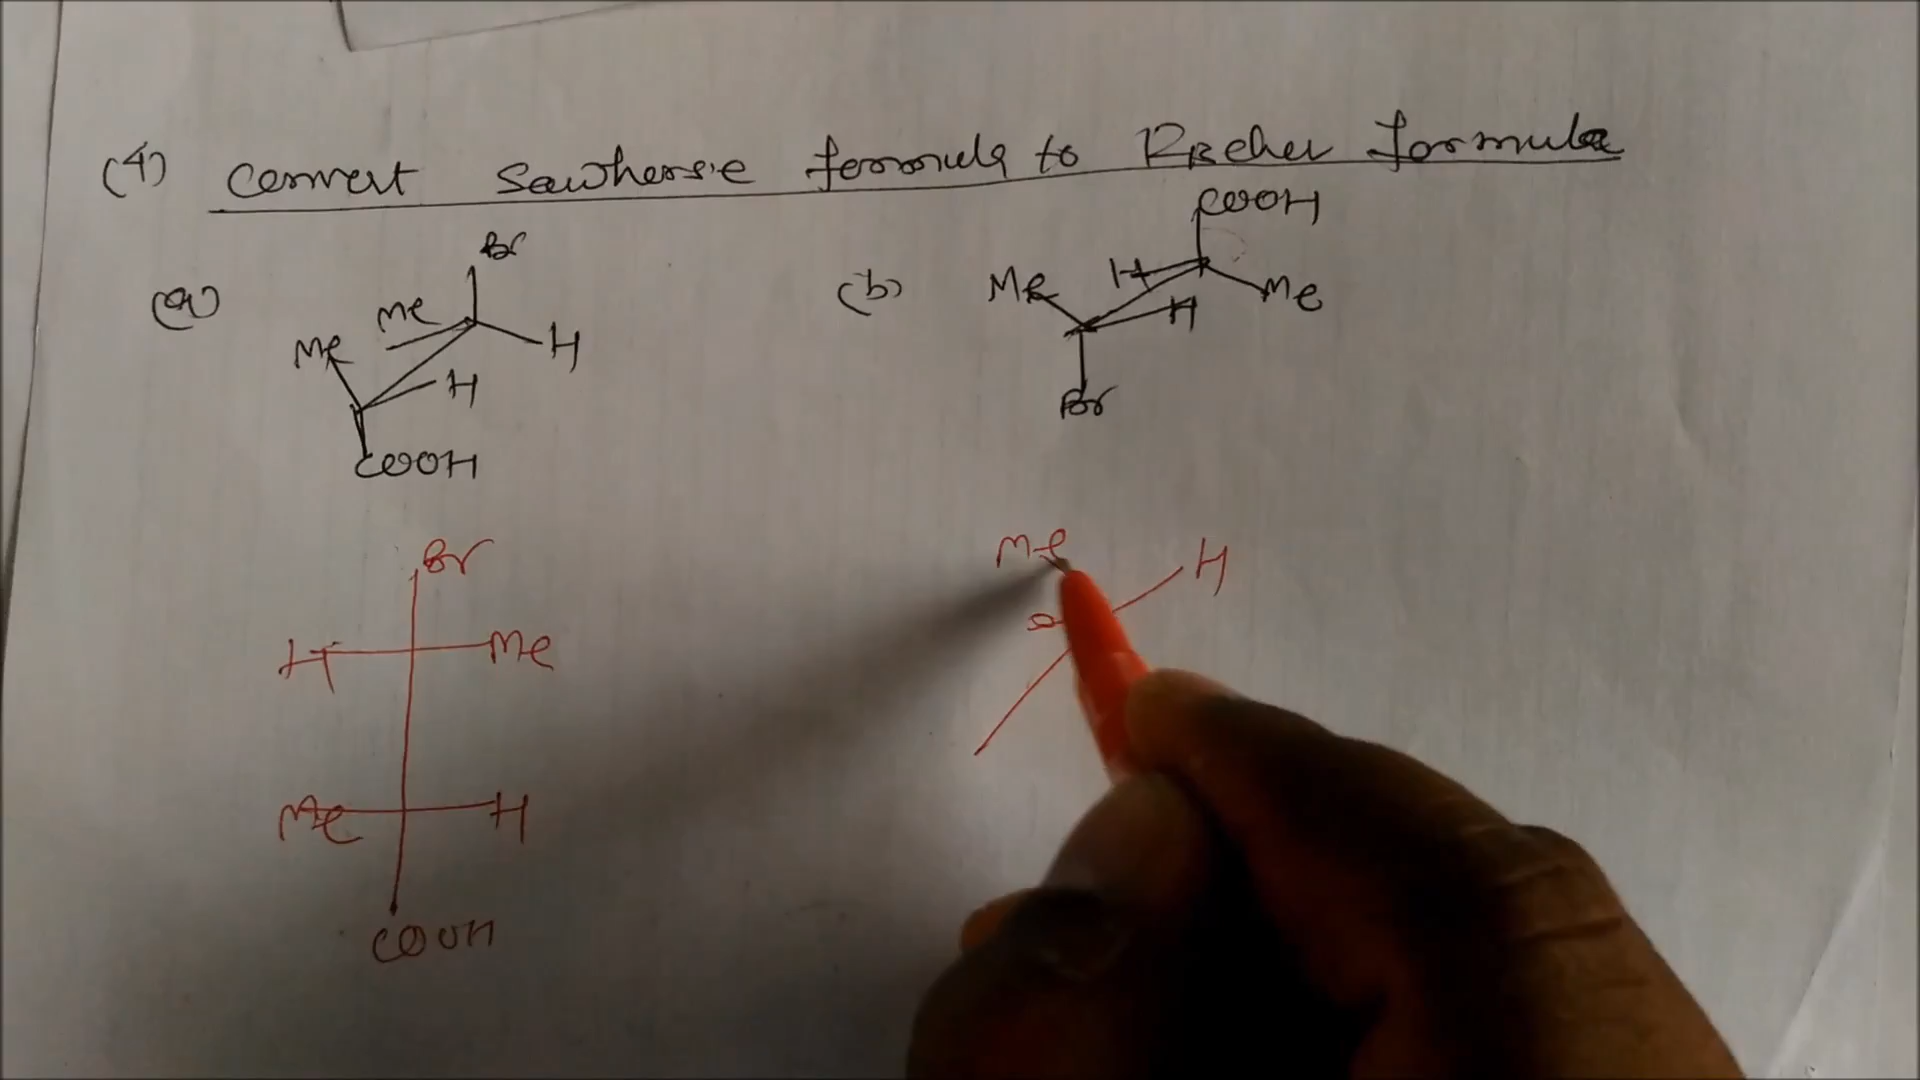 (4) convert sawhorse formula to Fischer formula
(a)
Br
Me
Me
H
H
COOH
(b)
COOH
Me
H
Me
H
Br
Br
H
Me
Me
H
COOH
Me
H